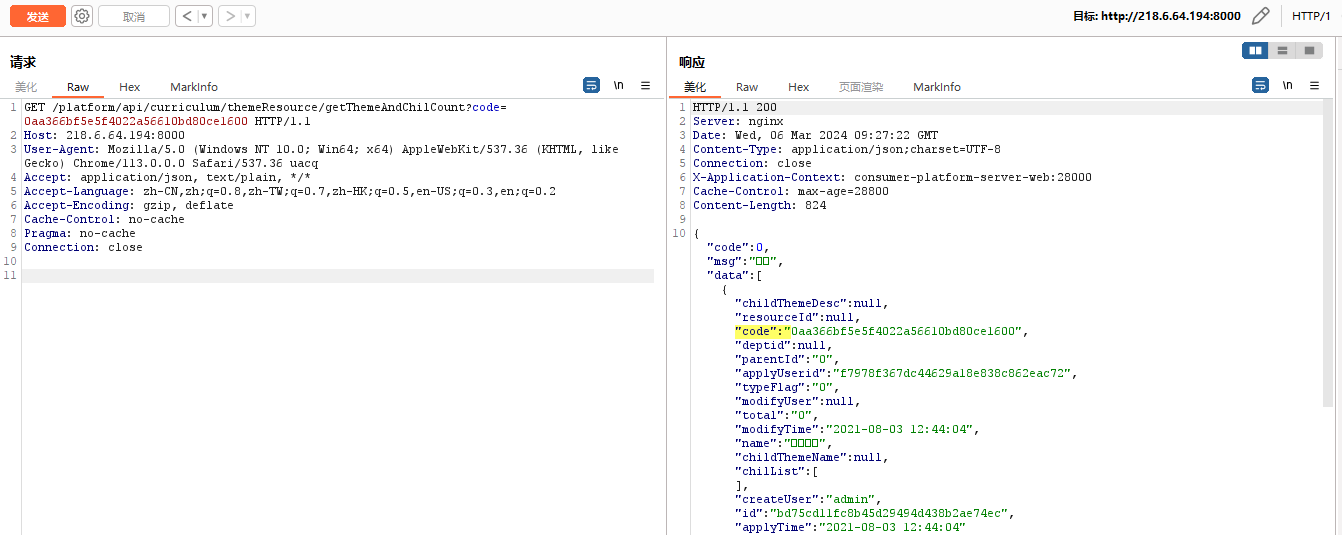 发送 取消 < ▾ > ▾ 目标: http://218.6.64.194:8000 HTTP/1
请求
美化 Raw Hex MarkInfo \n ≡
1 GET /platform/api/curriculum/themeResource/getThemeAndChilCount?code=
0aa366bf5e5f4022a56610bd80ce1600 HTTP/1.1
2 Host: 218.6.64.194:8000
3 User-Agent: Mozilla/5.0 (Windows NT 10.0; Win64; x64) AppleWebKit/537.36 (KHTML, like
Gecko) Chrome/113.0.0.0 Safari/537.36 uacq
4 Accept: application/json, text/plain, */*
5 Accept-Language: zh-CN,zh;q=0.8,zh-TW;q=0.7,zh-HK;q=0.5,en-US;q=0.3,en;q=0.2
6 Accept-Encoding: gzip, deflate
7 Cache-Control: no-cache
8 Pragma: no-cache
9 Connection: close
10
11
响应
美化 Raw Hex 页面渲染 MarkInfo \n ≡
1 HTTP/1.1 200
2 Server: nginx
3 Date: Wed, 06 Mar 2024 09:27:22 GMT
4 Content-Type: application/json;charset=UTF-8
5 Connection: close
6 X-Application-Context: consumer-platform-server-web:28000
7 Cache-Control: max-age=28800
8 Content-Length: 824
9
10 {
"code":0,
"msg":"□□",
"data":[
{
"childThemeDesc":null,
"resourceId":null,
"code":"0aa366bf5e5f4022a56610bd80ce1600",
"deptid":null,
"parentId":"0",
"applyUserid":"f7978f367dc44629a18e838c862eac72",
"typeFlag":"0",
"modifyUser":null,
"total":"0",
"modifyTime":"2021-08-03 12:44:04",
"name":"□□□□",
"childThemeName":null,
"chilList":[
],
"createUser":"admin",
"id":"bd75cd11fc8b45d29494d438b2ae74ec",
"applyTime":"2021-08-03 12:44:04"